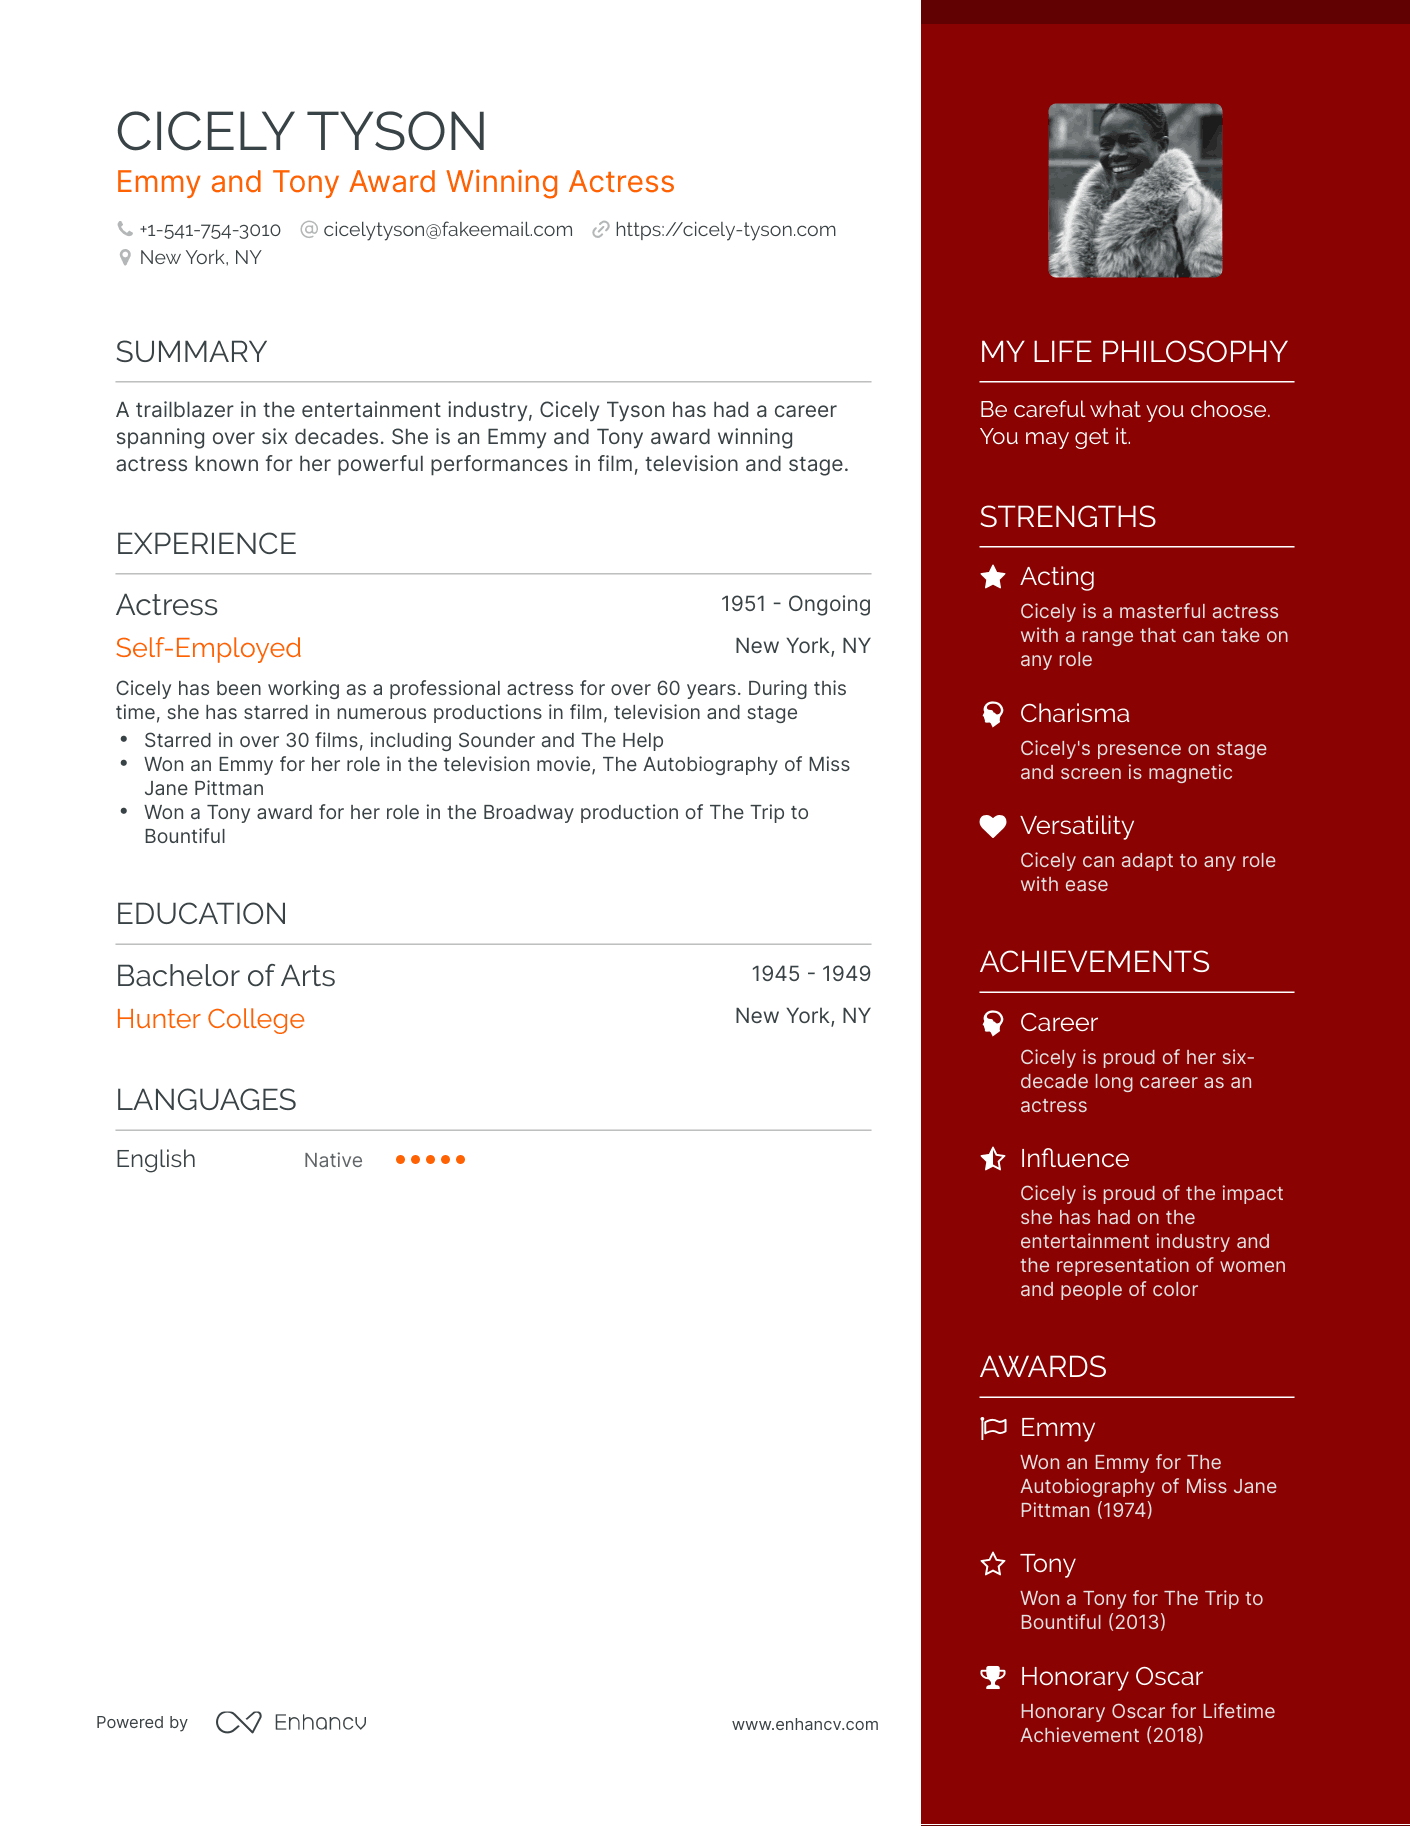 CICELY TYSON
Emmy and Tony Award Winning Actress
+1-541-754-3010 cicelytyson@fakeemail.com https://cicely-tyson.com
New York, NY
SUMMARY
A trailblazer in the entertainment industry, Cicely Tyson has had a career
spanning over six decades. She is an Emmy and Tony award winning
actress known for her powerful performances in film, television and stage.
EXPERIENCE
Actress 1951 - Ongoing
Self-Employed New York, NY
Cicely has been working as a professional actress for over 60 years. During this
time, she has starred in numerous productions in film, television and stage
• Starred in over 30 films, including Sounder and The Help
• Won an Emmy for her role in the television movie, The Autobiography of Miss
Jane Pittman
• Won a Tony award for her role in the Broadway production of The Trip to
Bountiful
EDUCATION
Bachelor of Arts 1945 - 1949
Hunter College New York, NY
LANGUAGES
English Native
Powered by Enhancv www.enhancv.com
MY LIFE PHILOSOPHY
Be careful what you choose.
You may get it.
STRENGTHS
Acting
Cicely is a masterful actress
with a range that can take on
any role
Charisma
Cicely's presence on stage
and screen is magnetic
Versatility
Cicely can adapt to any role
with ease
ACHIEVEMENTS
Career
Cicely is proud of her six-
decade long career as an
actress
Influence
Cicely is proud of the impact
she has had on the
entertainment industry and
the representation of women
and people of color
AWARDS
Emmy
Won an Emmy for The
Autobiography of Miss Jane
Pittman (1974)
Tony
Won a Tony for The Trip to
Bountiful (2013)
Honorary Oscar
Honorary Oscar for Lifetime
Achievement (2018)